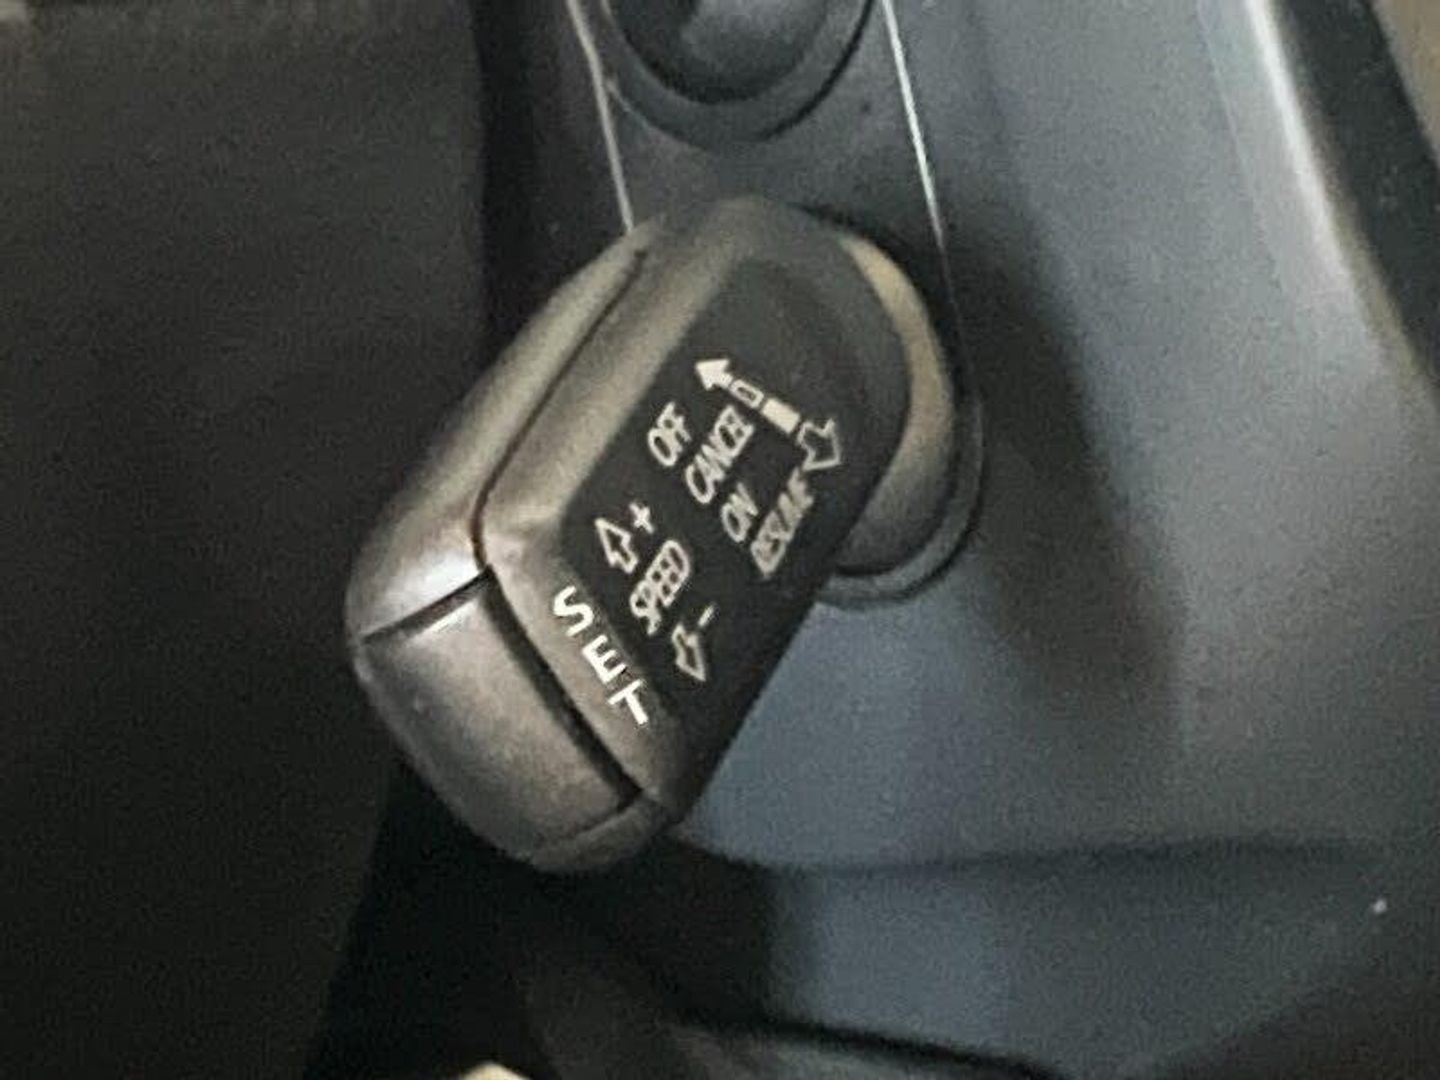 OFF
CANCEL
ON
RESUME
+
SPEED
-
SET